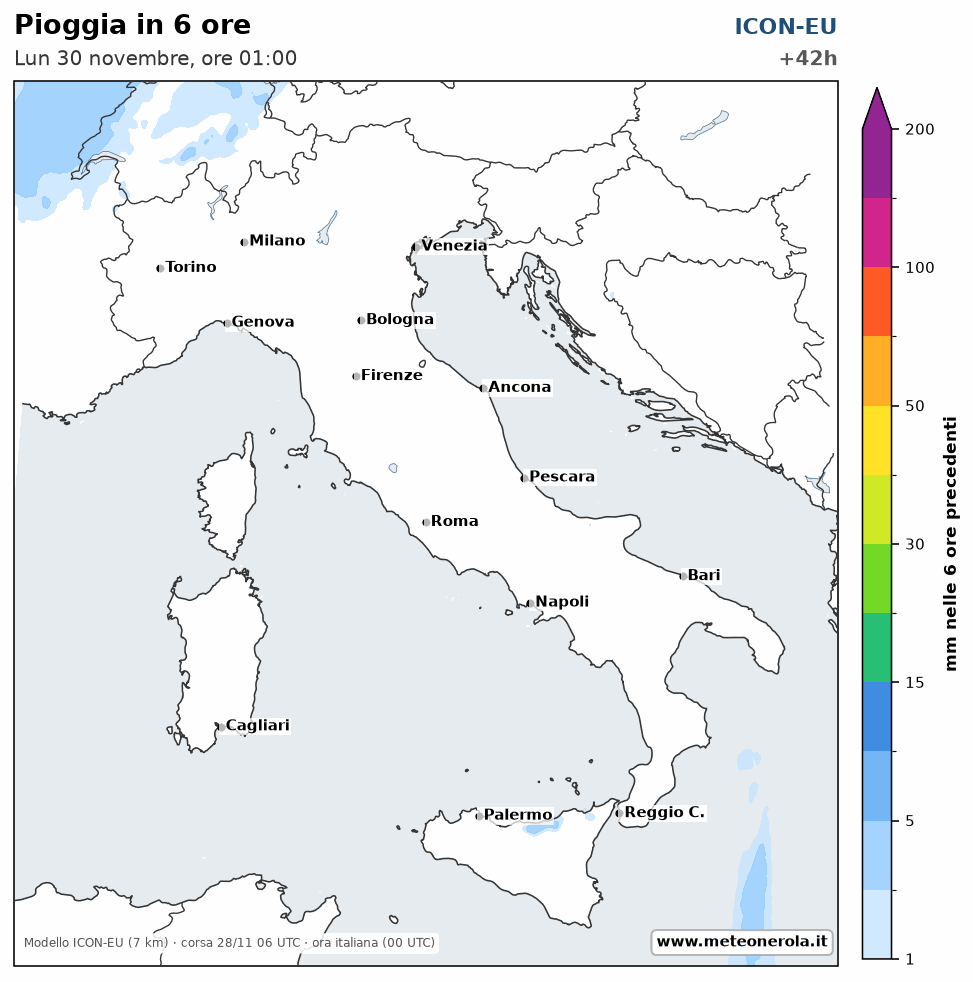 Pioggia in 6 ore
ICON-EU
Lun 30 novembre, ore 01:00
+42h
Milano
Venezia
Torino
Genova
Bologna
Firenze
Ancona
Pescara
Roma
Bari
Napoli
Cagliari
Palermo
Reggio C.
200
100
50
30
15
5
1
mm nelle 6 ore precedenti
Modello ICON-EU (7 km) · corsa 28/11 06 UTC · ora italiana (00 UTC)
www.meteonerola.it